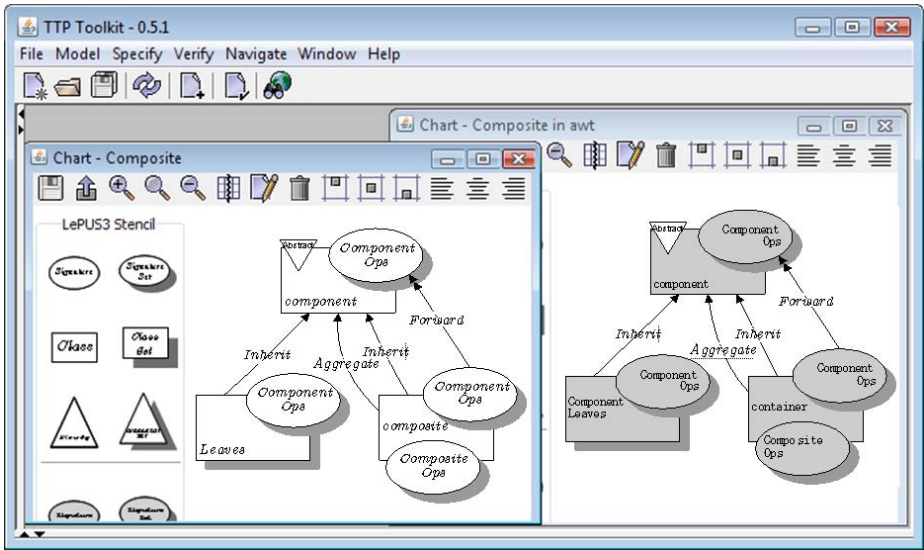 TTP Toolkit - 0.5.1
File Model Specify Verify Navigate Window Help
Chart - Composite in awt
Chart - Composite
LePUS3 Stencil
Signature
Signature
Set
Class
Class
Set
Signature
Signature
Set
Abstract
Component
Ops
component
Forward
Inherit
Aggregate
Inherit
Component
Ops
Leaves
Component
Ops
composite
Composite
Ops
Abstract
Component
Ops
component
Forward
Inherit
Inherit
Aggregate
Component
Ops
Component
Leaves
Component
Ops
container
Composite
Ops